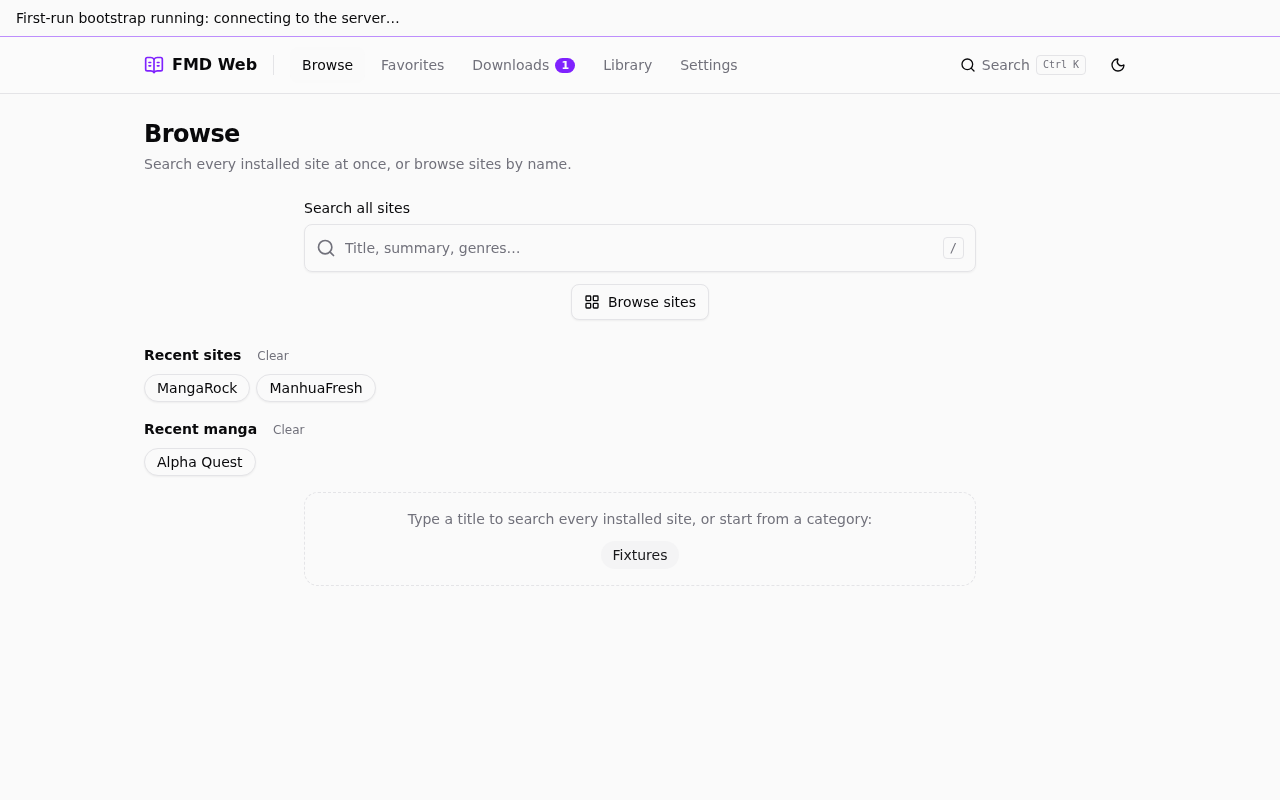 First-run bootstrap running: connecting to the server…
FMD Web Browse Favorites Downloads 1 Library Settings Search Ctrl K
Browse
Search every installed site at once, or browse sites by name.
Search all sites
Title, summary, genres… /
Browse sites
Recent sites Clear
MangaRock ManhuaFresh
Recent manga Clear
Alpha Quest
Type a title to search every installed site, or start from a category:
Fixtures